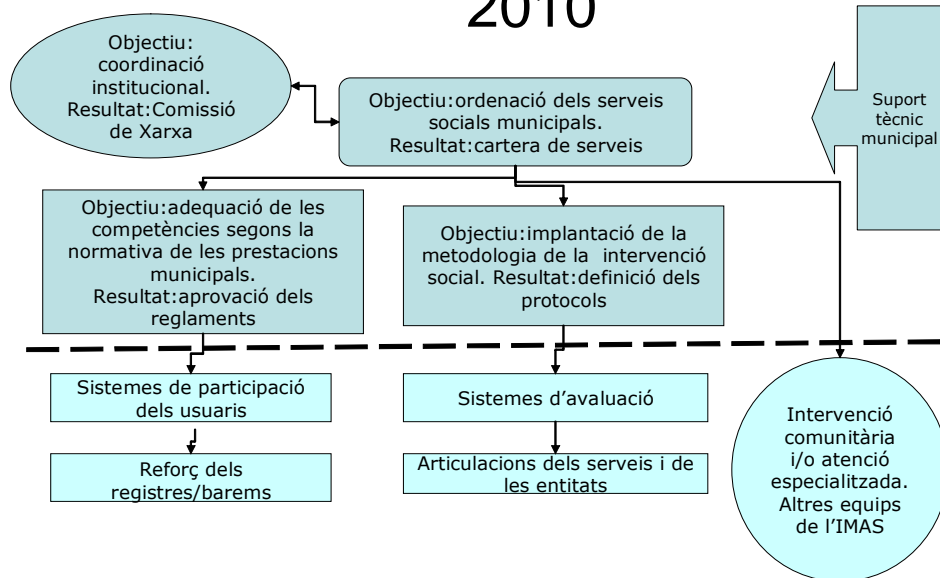 2010
Objectiu:
coordinació
institucional.
Resultat:Comissió
de Xarxa
Objectiu:ordenació dels serveis
socials municipals.
Resultat:cartera de serveis
Suport
tècnic
municipal
Objectiu:adequació de les
competències segons la
normativa de les prestacions
municipals.
Resultat:aprovació dels
reglaments
Objectiu:implantació de la
metodologia de la intervenció
social. Resultat:definició dels
protocols
Sistemes de participació
dels usuaris
Sistemes d’avaluació
Reforç dels
registres/barems
Articulacions dels serveis i de
les entitats
Intervenció
comunitària
i/o atenció
especialitzada.
Altres equips
de l’IMAS